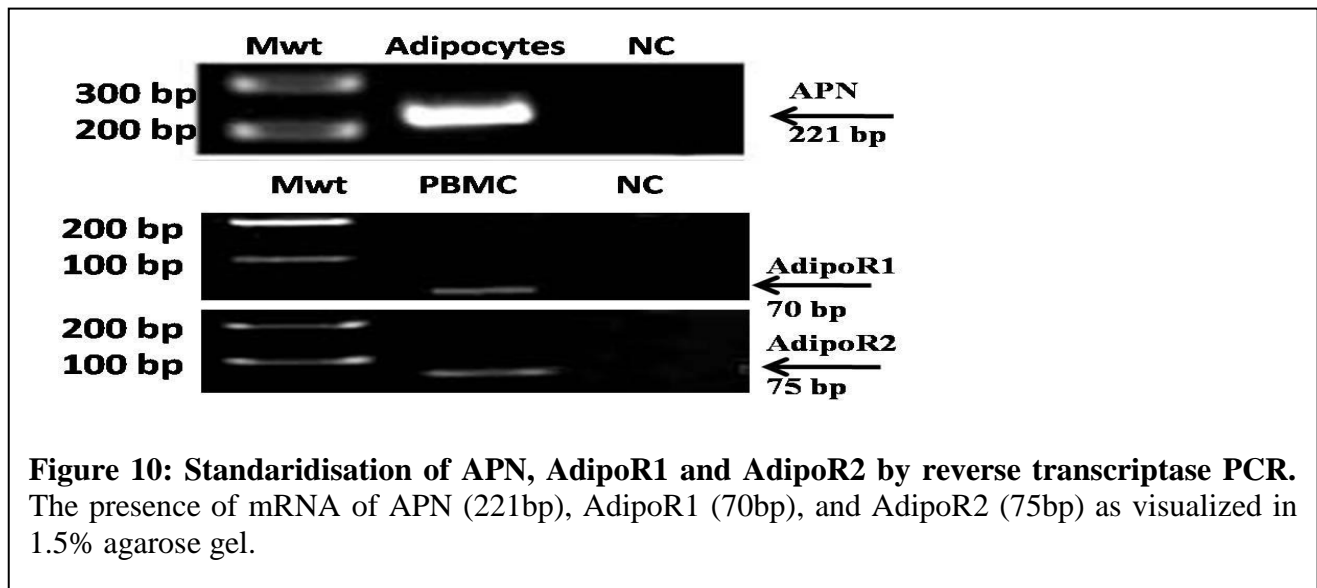 Mwt Adipocytes NC
300 bp
APN
200 bp
221 bp
Mwt PBMC NC
200 bp
100 bp
AdipoR1
70 bp
200 bp
AdipoR2
100 bp
75 bp
Figure 10: Standaridisation of APN, AdipoR1 and AdipoR2 by reverse transcriptase PCR.
The presence of mRNA of APN (221bp), AdipoR1 (70bp), and AdipoR2 (75bp) as visualized in
1.5% agarose gel.